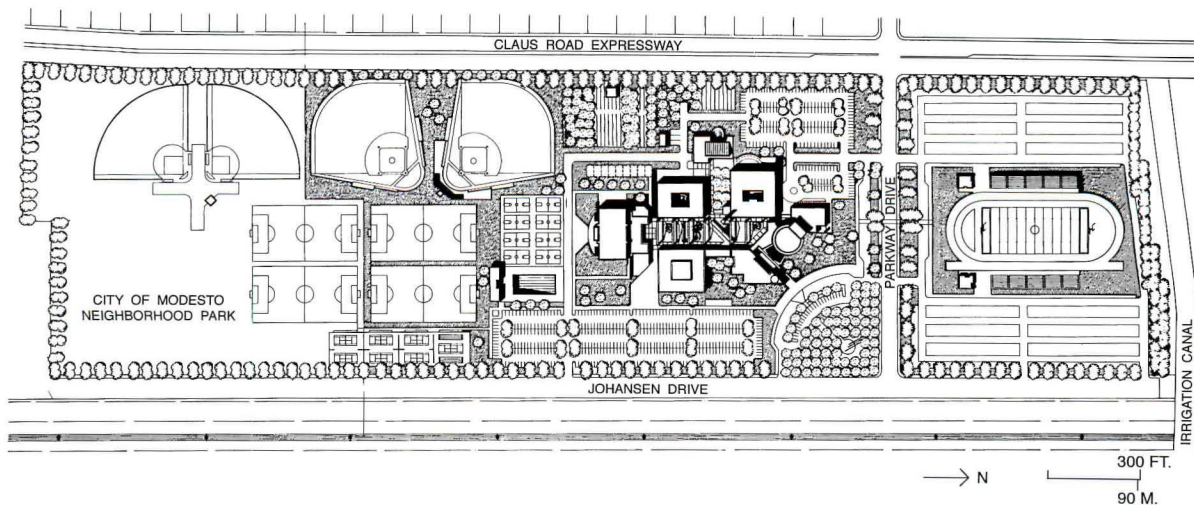 CLAUS ROAD EXPRESSWAY
PARKWAY DRIVE
CITY OF MODESTO
NEIGHBORHOOD PARK
JOHANSEN DRIVE
IRRIGATION CANAL
N
300 FT.
90 M.